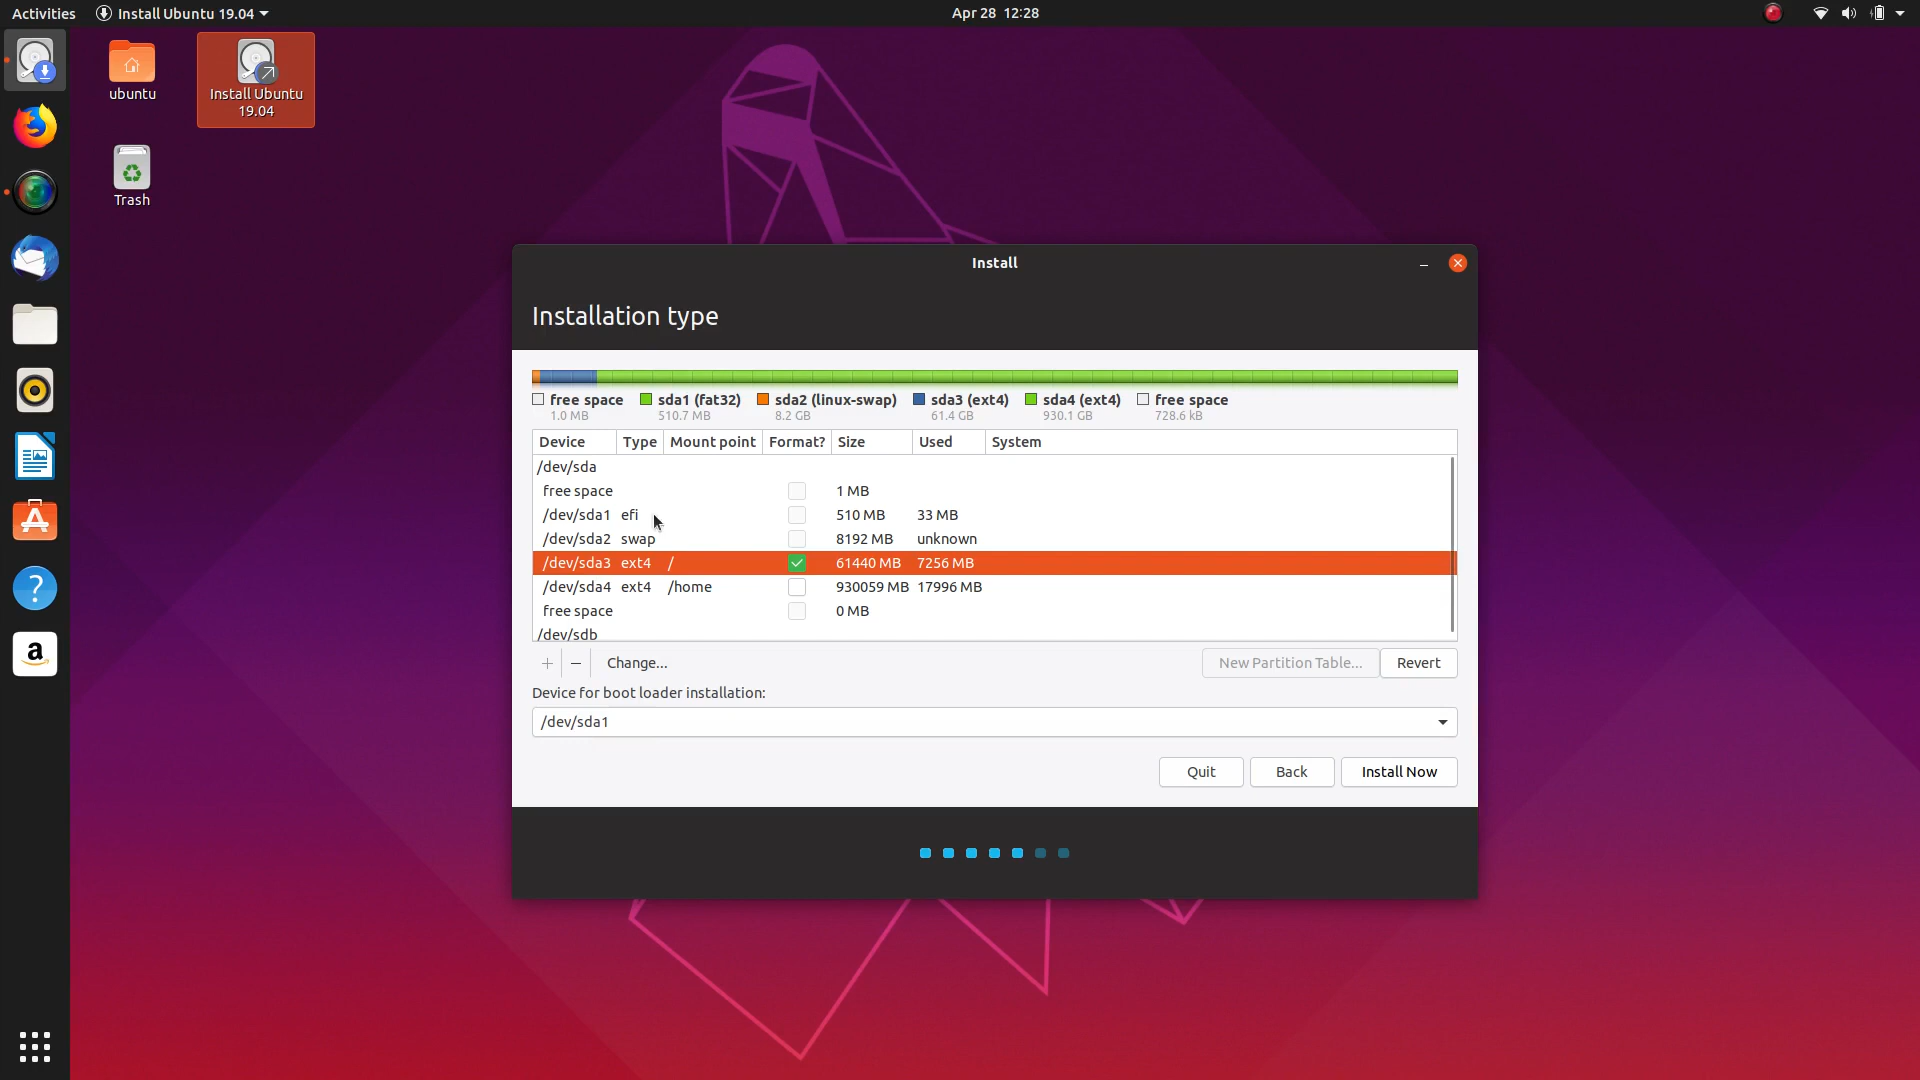 Activities Install Ubuntu 19.04 Apr 28 12:28
ubuntu
Install Ubuntu
19.04
Trash
Install
Installation type
free space sda1 (fat32) sda2 (linux-swap) sda3 (ext4) sda4 (ext4) free space
1.0 MB 510.7 MB 8.2 GB 61.4 GB 930.1 GB 728.6 kB
Device Type Mount point Format? Size Used System
/dev/sda
free space 1 MB
/dev/sda1 efi 510 MB 33 MB
/dev/sda2 swap 8192 MB unknown
/dev/sda3 ext4 / 61440 MB 7256 MB
/dev/sda4 ext4 /home 930059 MB 17996 MB
free space 0 MB
/dev/sdb
+ − Change... New Partition Table... Revert
Device for boot loader installation:
/dev/sda1
Quit Back Install Now